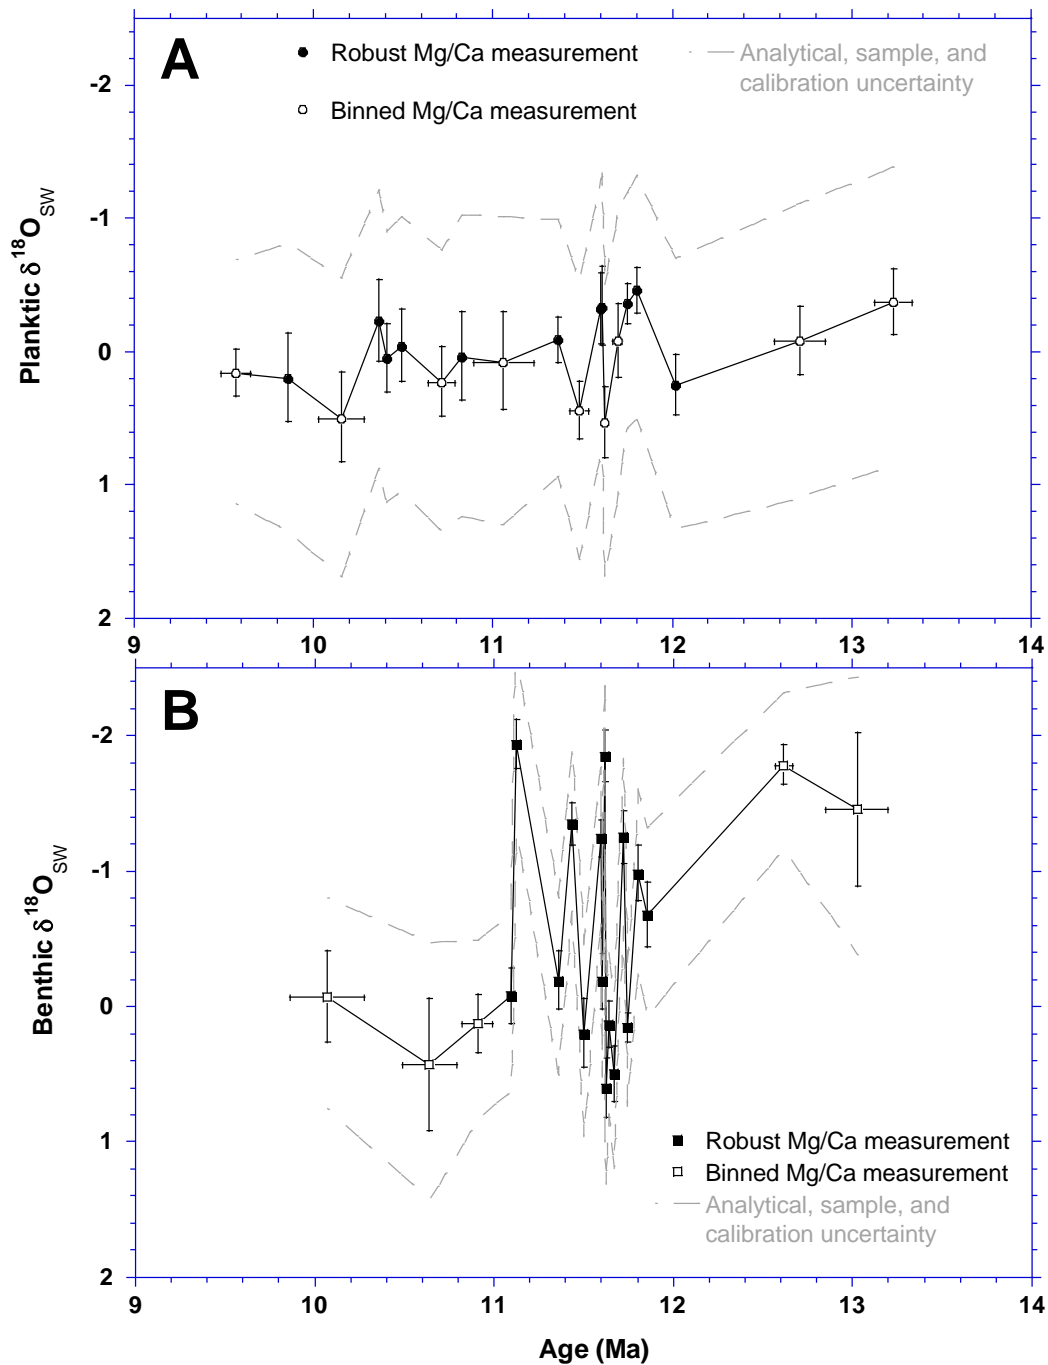 A
Robust Mg/Ca measurement
Binned Mg/Ca measurement
Analytical, sample, and
calibration uncertainty
Planktic δ18OSW
-2
-1
0
1
2
9 10 11 12 13 14
B
Benthic δ18OSW
-2
-1
0
1
2
Robust Mg/Ca measurement
Binned Mg/Ca measurement
Analytical, sample, and
calibration uncertainty
9 10 11 12 13 14
Age (Ma)